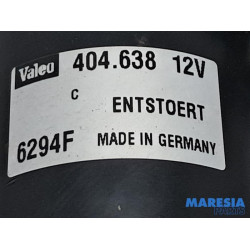 Valeo 404.638 12V
C ENTSTOERT
6294F MADE IN GERMANY
MARESIA